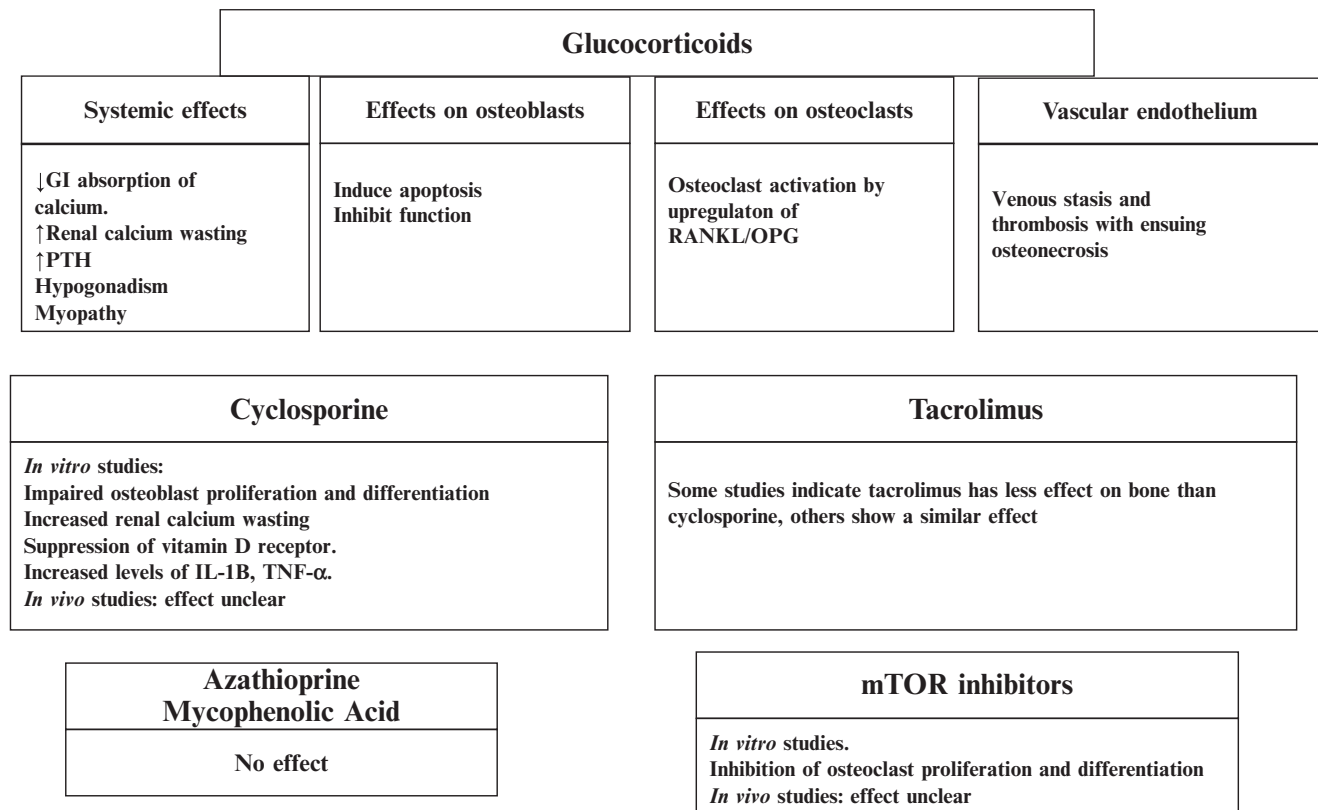 Glucocorticoids
Systemic effects
↓GI absorption of
calcium.
↑Renal calcium wasting
↑PTH
Hypogonadism
Myopathy
Effects on osteoblasts
Induce apoptosis
Inhibit function
Effects on osteoclasts
Osteoclast activation by
upregulaton of
RANKL/OPG
Vascular endothelium
Venous stasis and
thrombosis with ensuing
osteonecrosis
Cyclosporine
In vitro studies:
Impaired osteoblast proliferation and differentiation
Increased renal calcium wasting
Suppression of vitamin D receptor.
Increased levels of IL-1B, TNF-α.
In vivo studies: effect unclear
Tacrolimus
Some studies indicate tacrolimus has less effect on bone than
cyclosporine, others show a similar effect
Azathioprine
Mycophenolic Acid
No effect
mTOR inhibitors
In vitro studies.
Inhibition of osteoclast proliferation and differentiation
In vivo studies: effect unclear